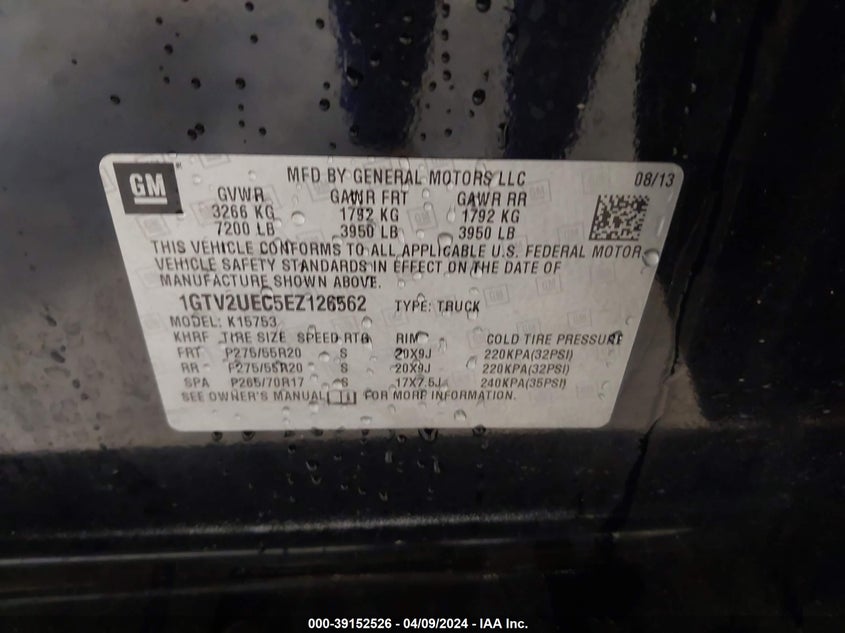 GM
MFD BY GENERAL MOTORS LLC 08/13
GVWR GAWR FRT GAWR RR
3266 KG 1792 KG 1792 KG
7200 LB 3950 LB 3950 LB
THIS VEHICLE CONFORMS TO ALL APPLICABLE U.S. FEDERAL MOTOR
VEHICLE SAFETY STANDARDS IN EFFECT ON THE DATE OF
MANUFACTURE SHOWN ABOVE.
1GTV2UEC5EZ126562 TYPE: TRUCK
MODEL: K15753
KHRF TIRE SIZE SPEED RTG RIM COLD TIRE PRESSURE
FRT P275/55R20 S 20X9J 220KPA(32PSI)
RR P275/55R20 S 20X9J 220KPA(32PSI)
SPA P265/70R17 S 17X7.5J 240KPA(35PSI)
SEE OWNER'S MANUAL FOR MORE INFORMATION.
000-39152526 - 04/09/2024 - IAA Inc.